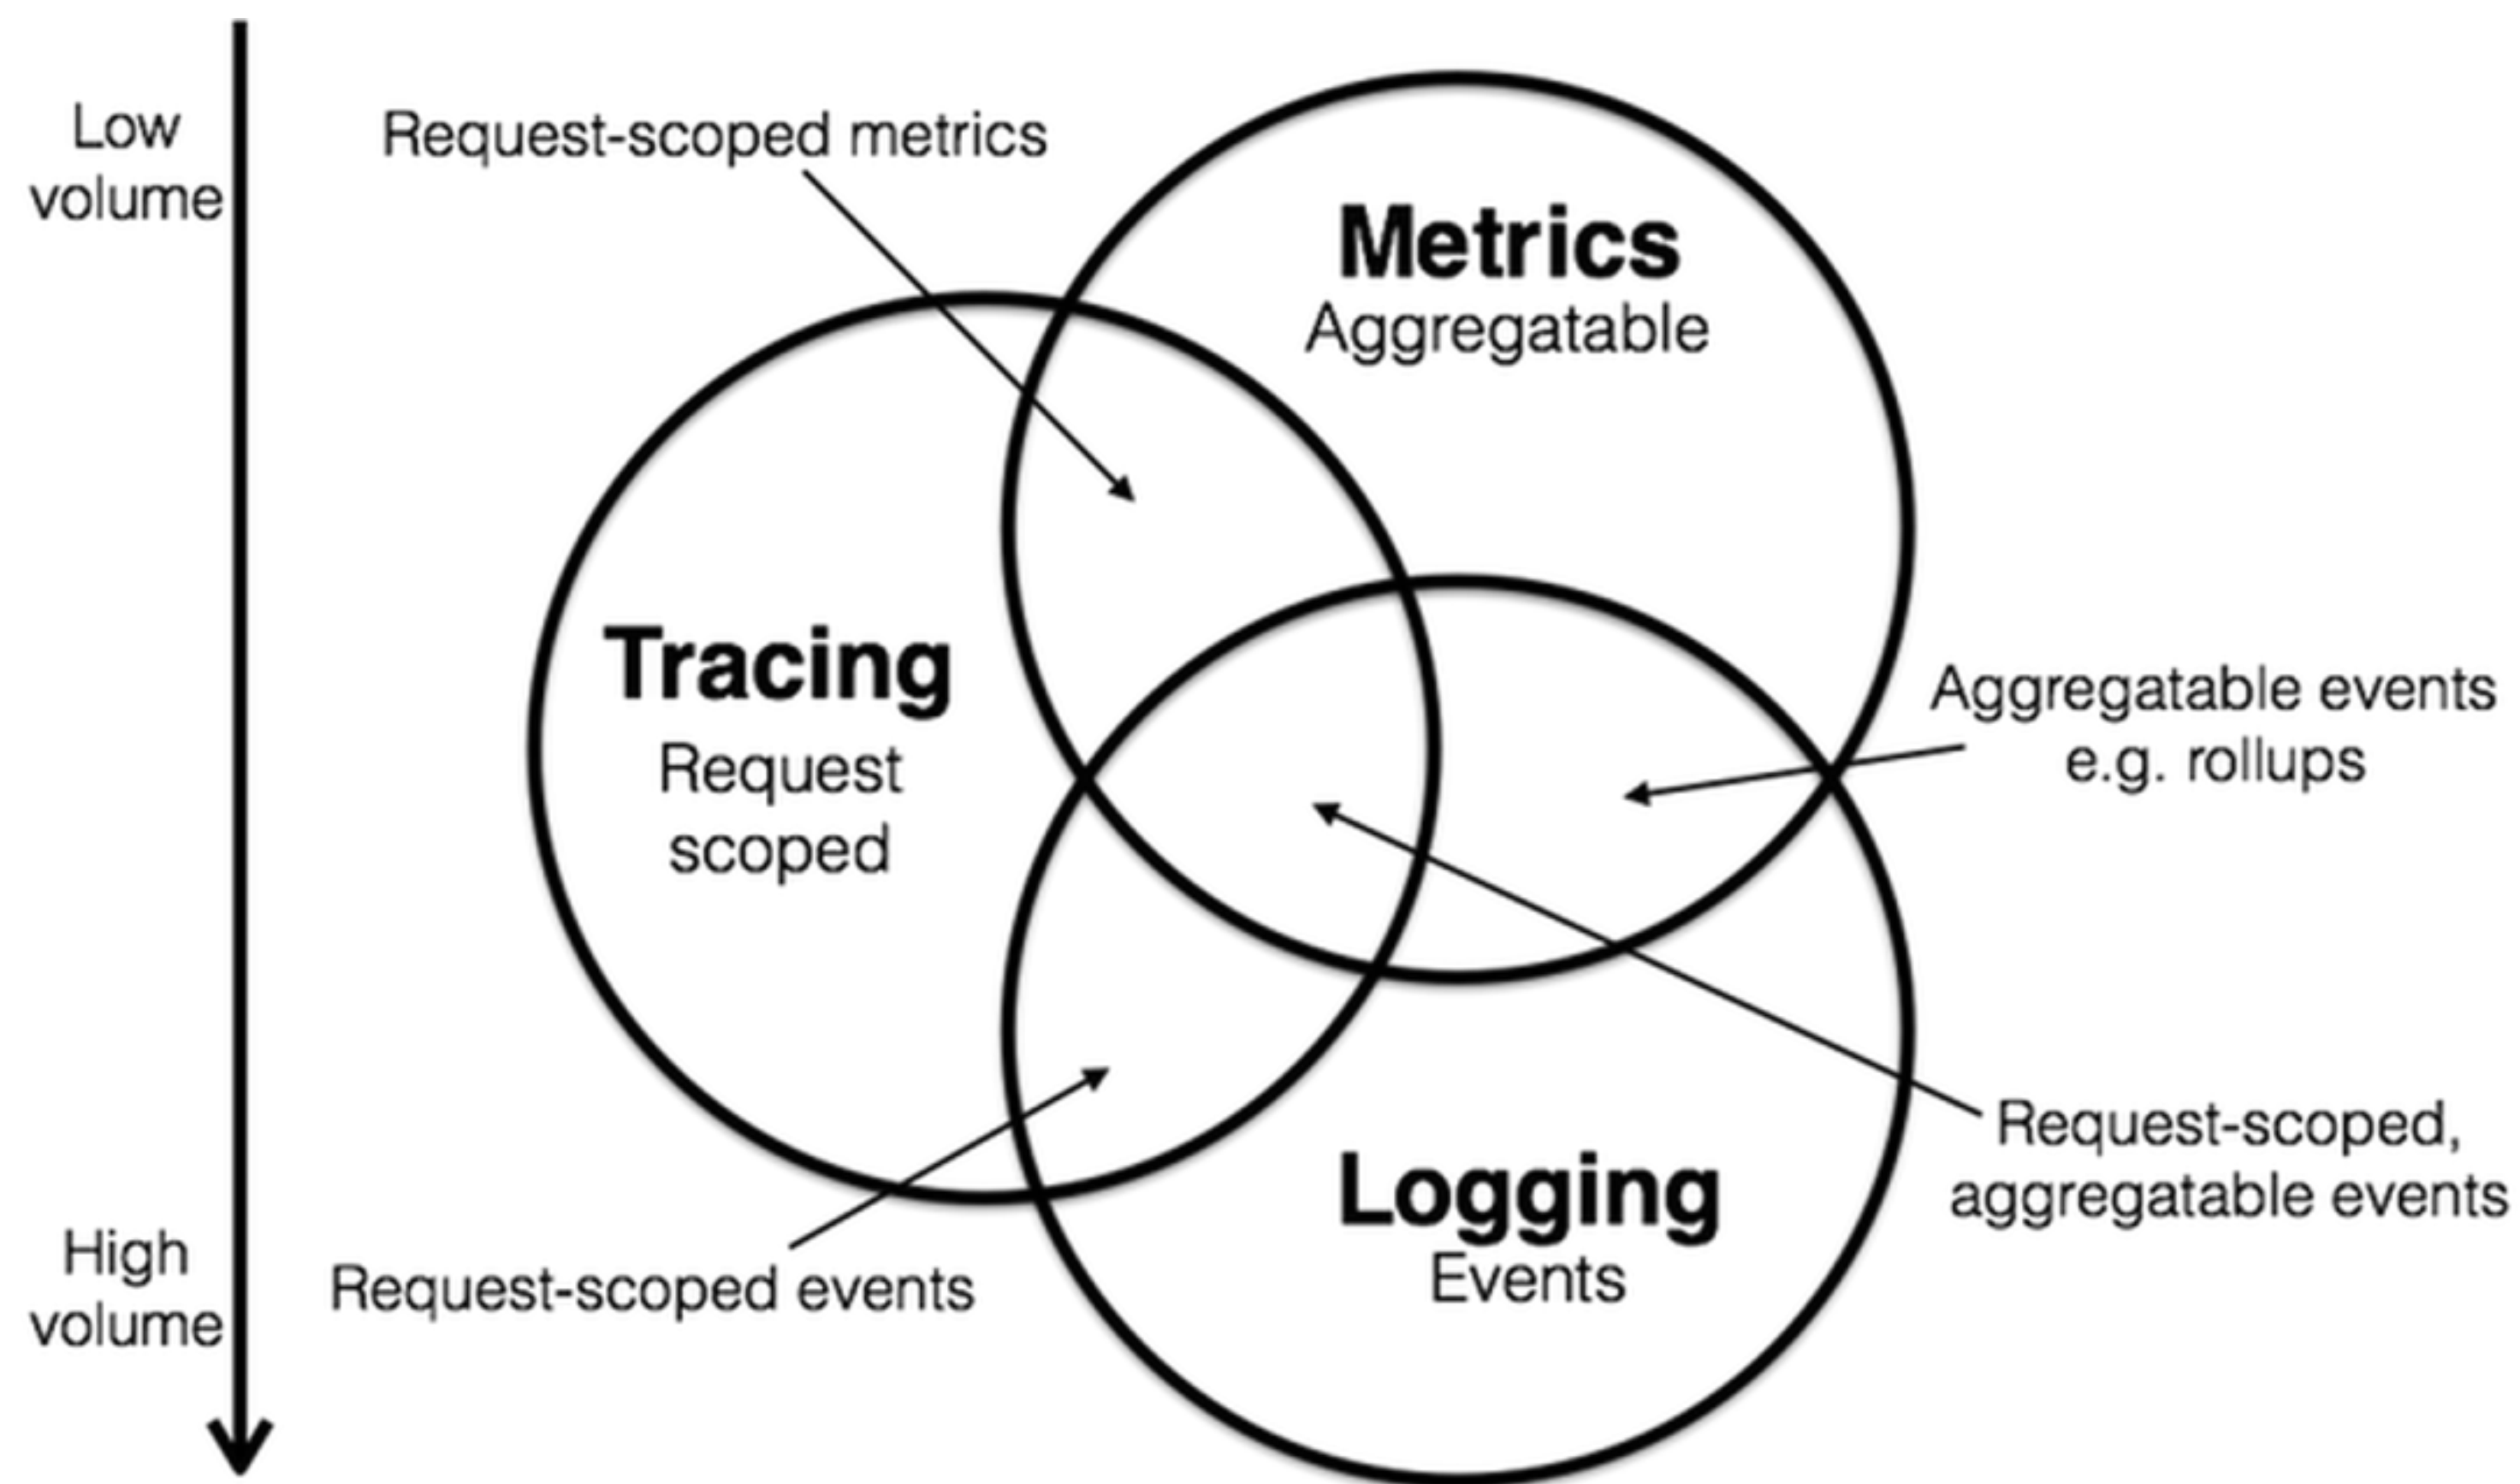 Low
volume
Request-scoped metrics
Metrics
Aggregatable
Tracing
Request
scoped
Aggregatable events
e.g. rollups
Request-scoped,
aggregatable events
Logging
Events
High
volume
Request-scoped events